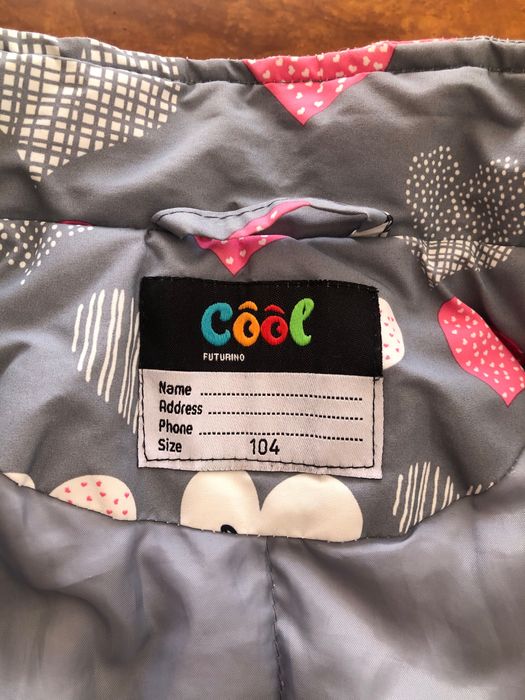 côôl
FUTURINO
Name ........................
Address ........................
Phone ........................
Size 104